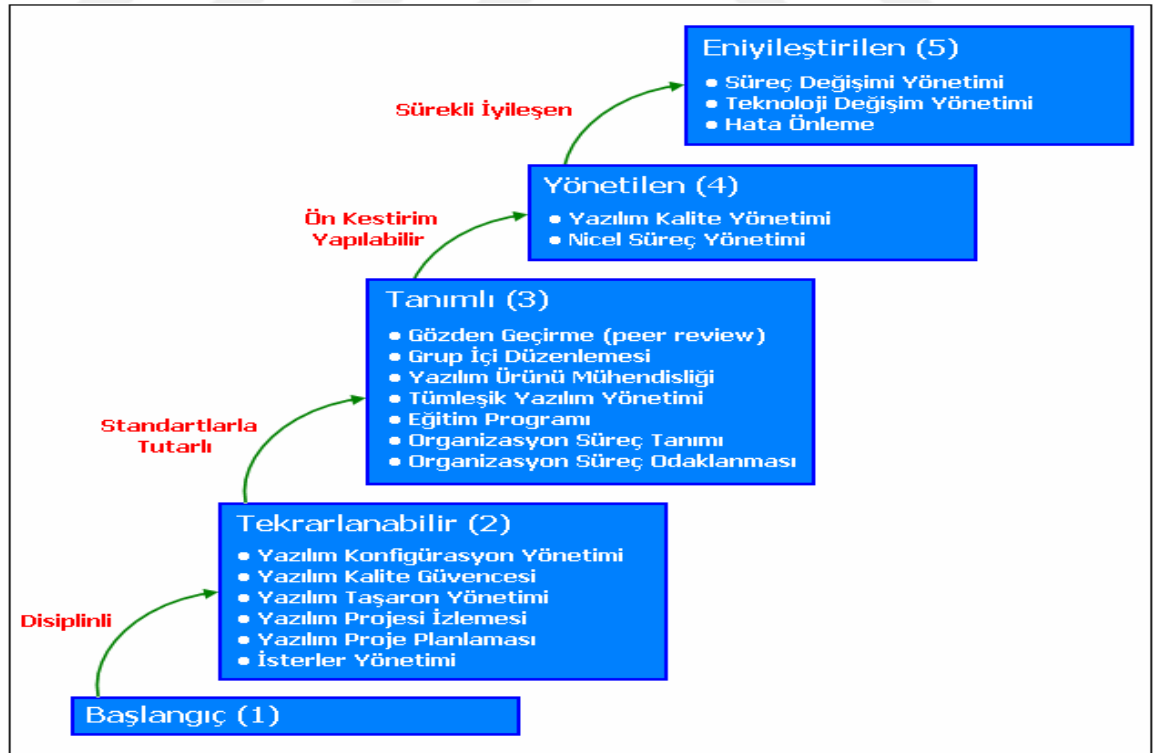 Eniyileştirilen (5)
● Süreç Değişimi Yönetimi
● Teknoloji Değişim Yönetimi
● Hata Önleme
Sürekli İyileşen
Yönetilen (4)
● Yazılım Kalite Yönetimi
● Nicel Süreç Yönetimi
Ön Kestirim
Yapılabilir
Tanımlı (3)
● Gözden Geçirme (peer review)
● Grup İçi Düzenlemesi
● Yazılım Ürünü Mühendisliği
● Tümleşik Yazılım Yönetimi
● Eğitim Programı
● Organizasyon Süreç Tanımı
● Organizasyon Süreç Odaklanması
Standartlarla
Tutarlı
Tekrarlanabilir (2)
● Yazılım Konfigürasyon Yönetimi
● Yazılım Kalite Güvencesi
● Yazılım Taşaron Yönetimi
● Yazılım Projesi İzlemesi
● Yazılım Proje Planlaması
● İsterler Yönetimi
Disiplinli
Başlangıç (1)